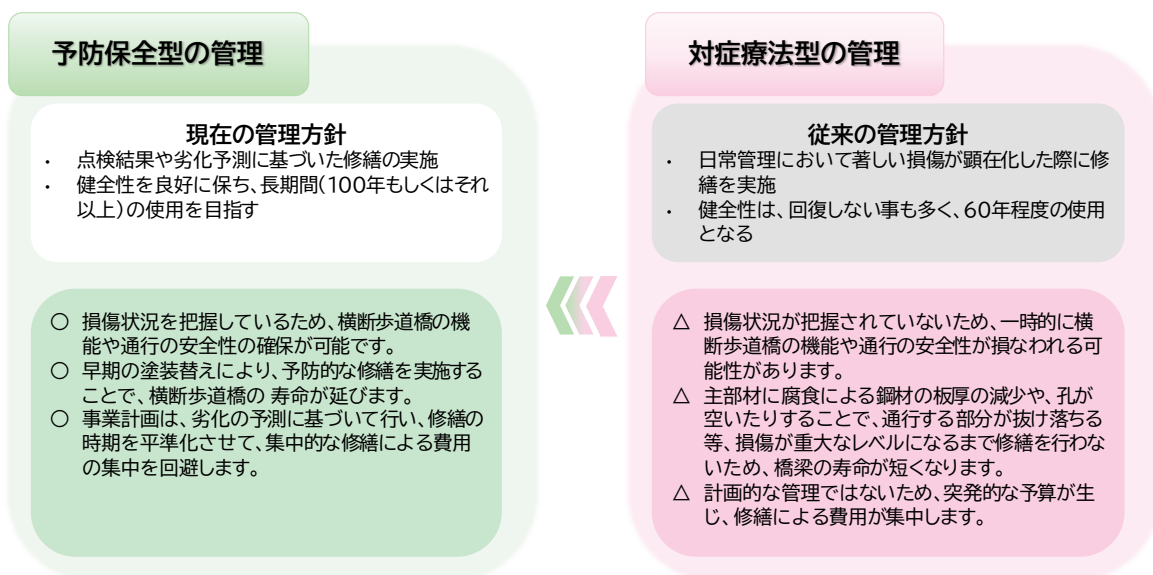 予防保全型の管理
現在の管理方針
・ 点検結果や劣化予測に基づいた修繕の実施
・ 健全性を良好に保ち、長期間(100年もしくはそれ
以上)の使用を目指す
○ 損傷状況を把握しているため、横断歩道橋の機
能や通行の安全性の確保が可能です。
○ 早期の塗装替えにより、予防的な修繕を実施する
ことで、横断歩道橋の 寿命が延びます。
○ 事業計画は、劣化の予測に基づいて行い、修繕の
時期を平準化させて、集中的な修繕による費用
の集中を回避します。
対症療法型の管理
従来の管理方針
・ 日常管理において著しい損傷が顕在化した際に修
繕を実施
・ 健全性は、回復しない事も多く、60年程度の使用
となる
△ 損傷状況が把握されていないため、一時的に横
断歩道橋の機能や通行の安全性が損なわれる可
能性があります。
△ 主部材に腐食による鋼材の板厚の減少や、孔が
空いたりすることで、通行する部分が抜け落ちる
等、損傷が重大なレベルになるまで修繕を行わな
いため、橋梁の寿命が短くなります。
△ 計画的な管理ではないため、突発的な予算が生
じ、修繕による費用が集中します。